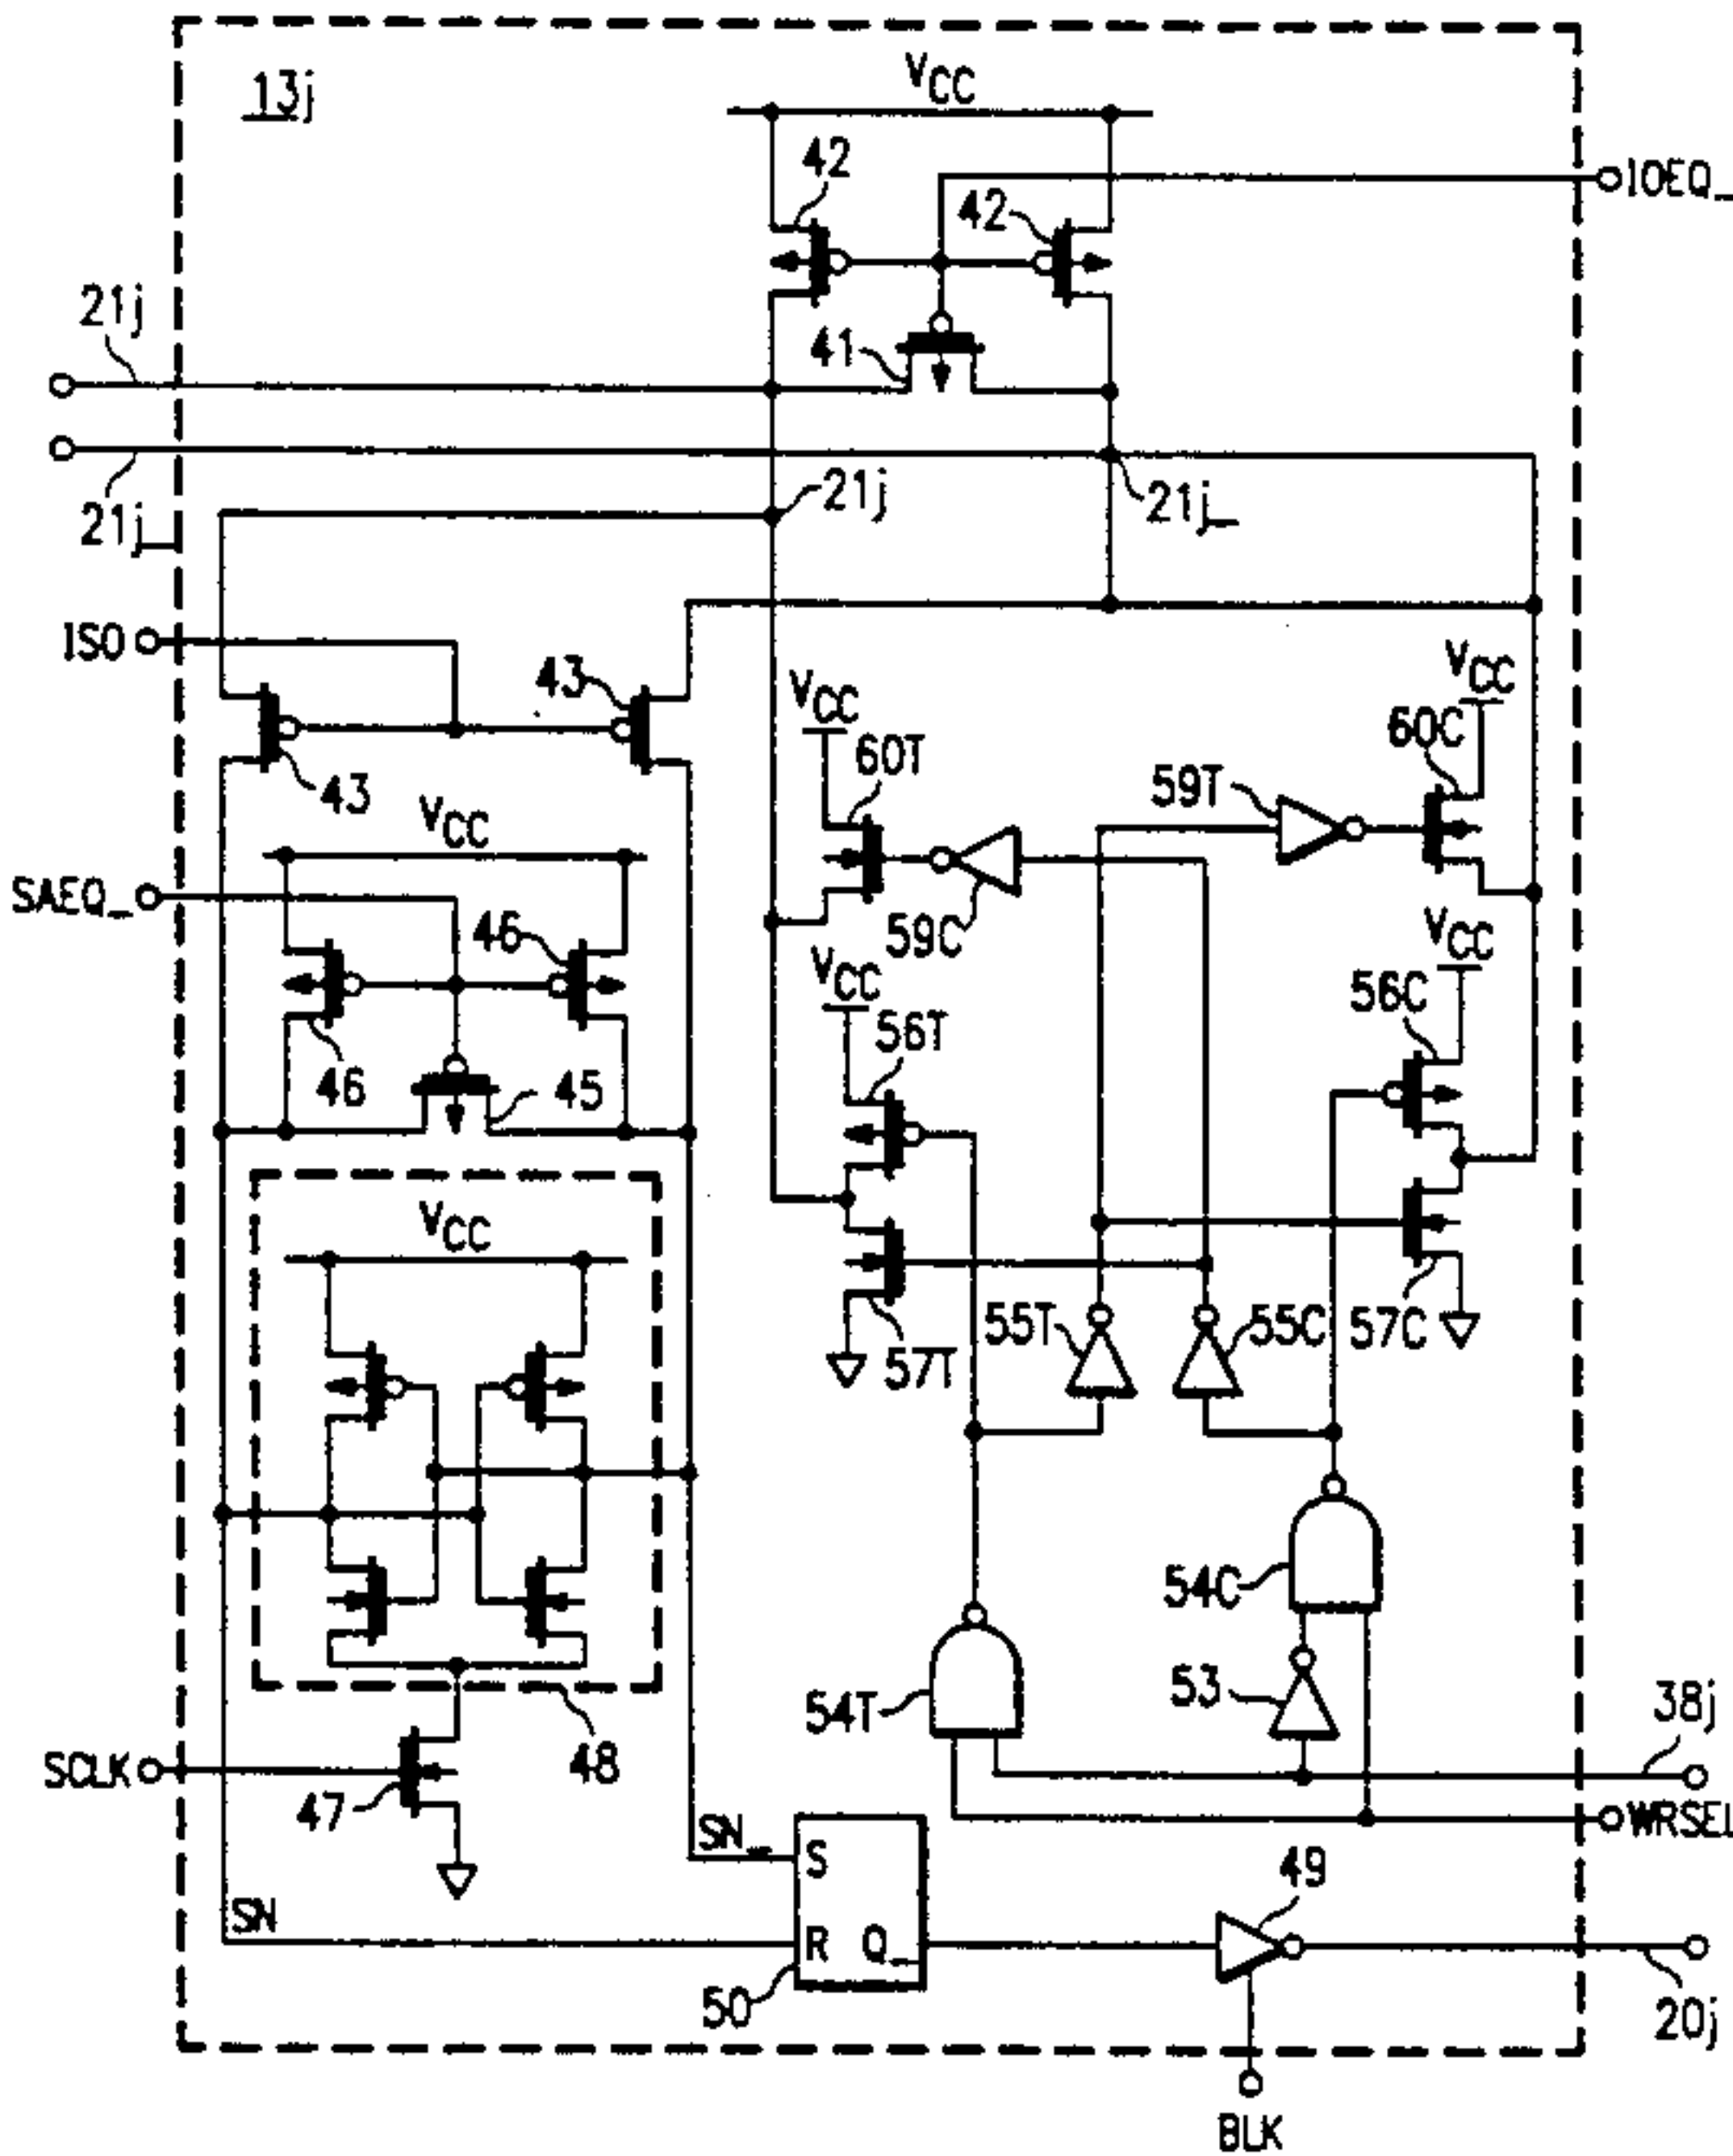 13j
VCC
42
IOEQ_
42
21j
41
21j
21j_
21j_
ISO
43
VCC
VCC
60C
60T
59T
43
VCC
SAEQ_
46
59C
VCC
VCC
56C
56T
46
45
VCC
55T
55C
57C
57T
54C
54T
53
38j
SCLK
48
47
WRSEL
SN_
S
49
SN
R
Q_
50
20j
BLK